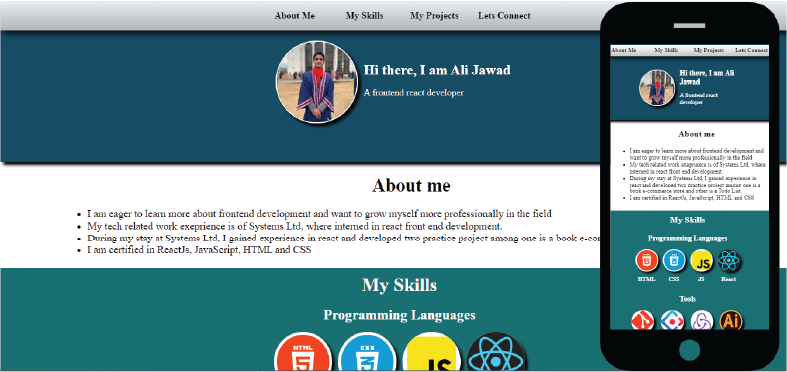 About Me My Skills My Projects Lets Connect
Hi there, I am Ali Jawad
A frontend react developer
About me
I am eager to learn more about frontend development and want to grow myself more professionally in the field
My tech related work exeprience is of Systems Ltd, where interned in react front end development.
During my stay at Systems Ltd, I gained experience in react and developed two practice project among one is a book e-com
I am certified in ReactJs, JavaScript, HTML and CSS
My Skills
Programming Languages
HTML
CSS
JS
About Me My Skills My Projects Lets Connect
Hi there, I am Ali
Jawad
A frontend react
developer
About me
I am eager to learn more about frontend development and
want to grow myself more professionally in the field
My tech related work exeprience is of Systems Ltd, where
interned in react front end development.
During my stay at Systems Ltd, I gained experience in
react and developed two practice project among one is a
book e-commerce store and other is a Todo List.
I am certified in ReactJs, JavaScript, HTML and CSS
My Skills
Programming Languages
JS
HTML CSS JS React
Tools
Ai